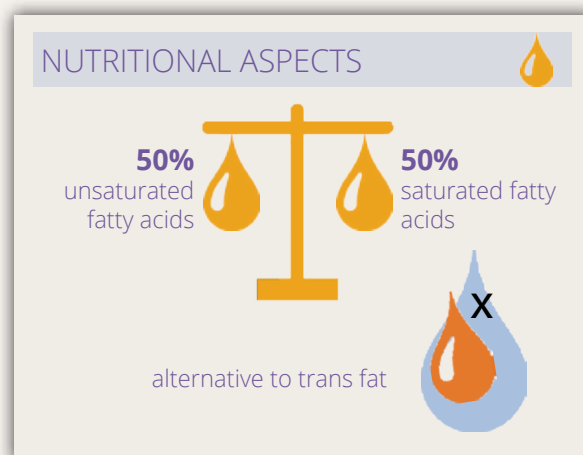 NUTRITIONAL ASPECTS
50%
unsaturated
fatty acids
50%
saturated fatty
acids
x
alternative to trans fat